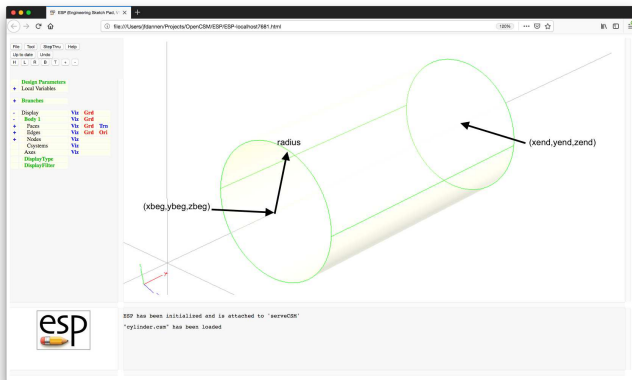 ESP (Engineering Sketch Pad)
file:///Users/jfdannen/Projects/OpenCSM/ESP/ESP-localhost7681.html
120%
File Tool StepThru Help
Up to date Undo
H L R B T + -
Design Parameters
+ Local Variables
+ Branches
- Display Viz Grd
- Body 1 Viz Grd
+ Faces Viz Grd Trn
+ Edges Viz Grd Ori
+ Nodes Viz
Csystems Viz
Axes Viz
DisplayType
DisplayFilter
radius
(xend,yend,zend)
(xbeg,ybeg,zbeg)
esp
ESP has been initialized and is attached to 'serveCSM'
"cylinder.csm" has been loaded